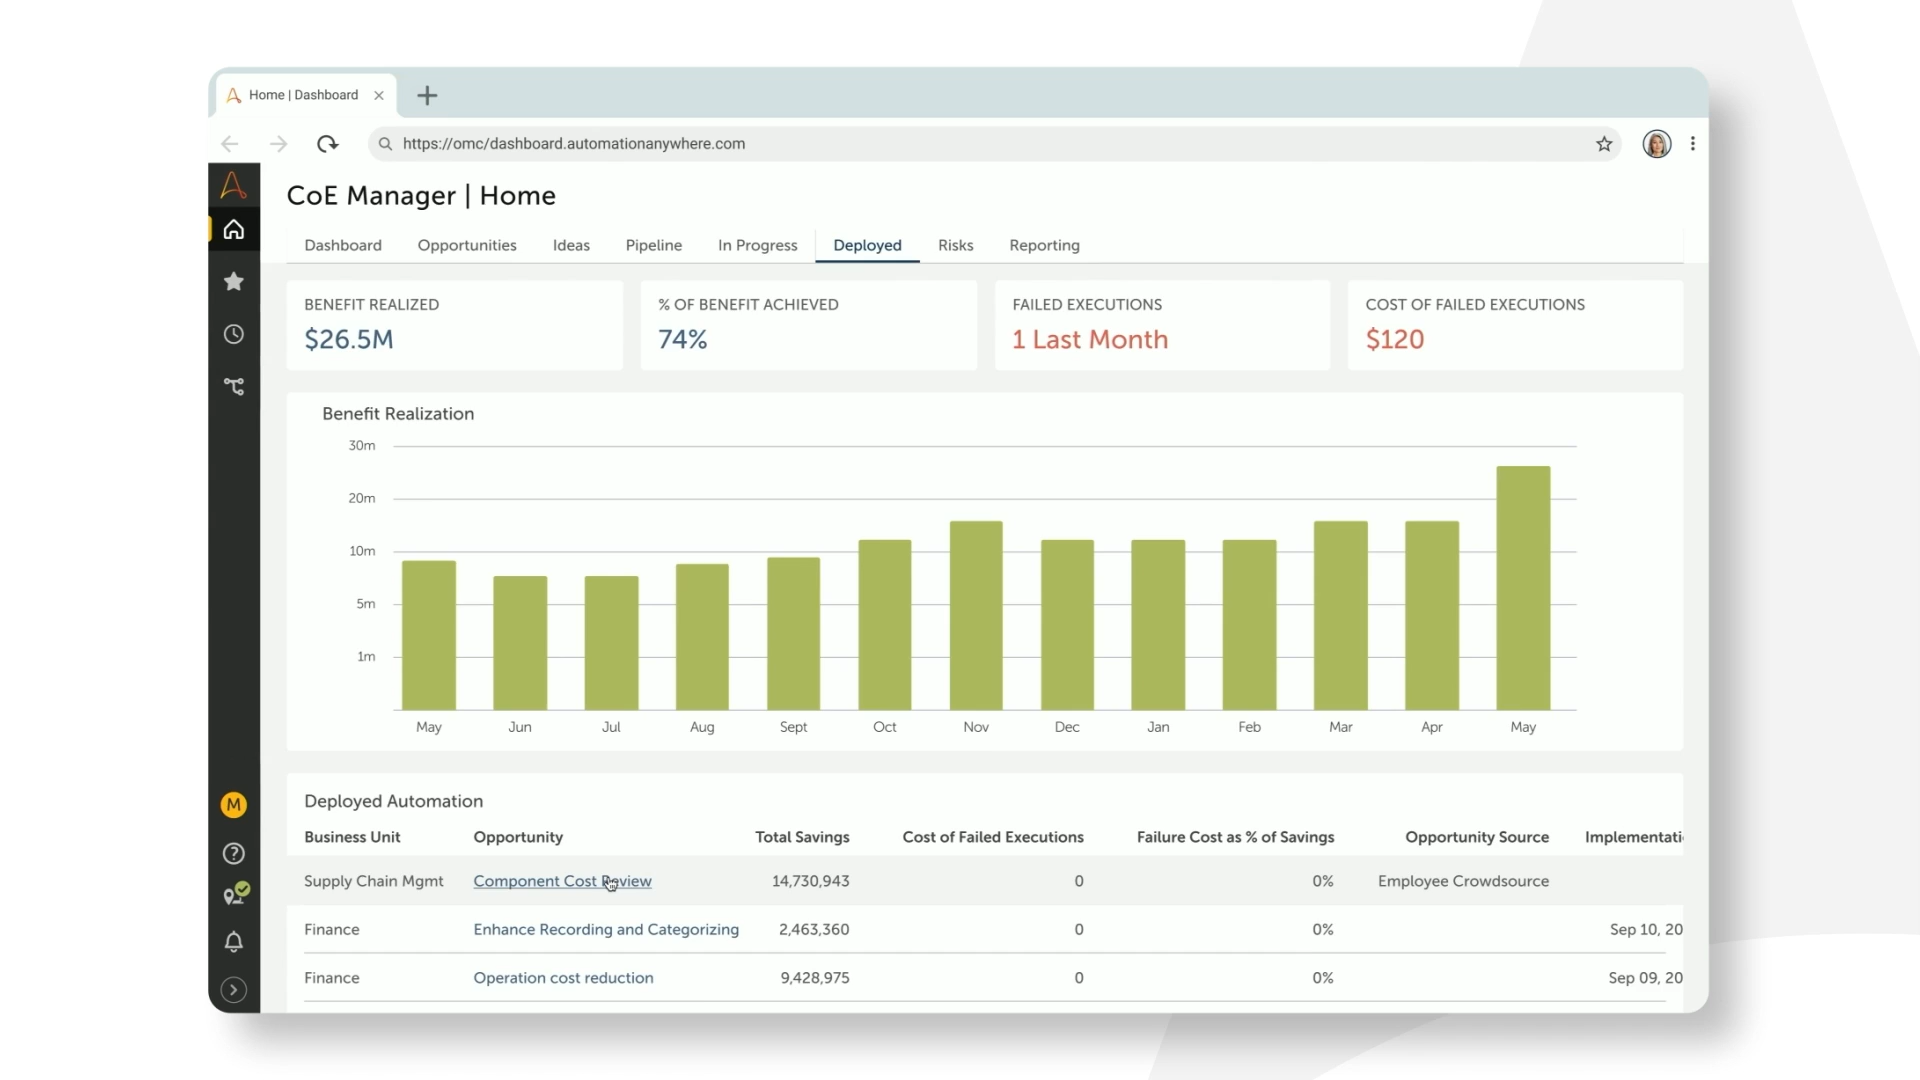 Home | Dashboard
https://omc/dashboard.automationanywhere.com
CoE Manager | Home
Dashboard Opportunities Ideas Pipeline In Progress Deployed Risks Reporting
BENEFIT REALIZED
$26.5M
% OF BENEFIT ACHIEVED
74%
FAILED EXECUTIONS
1 Last Month
COST OF FAILED EXECUTIONS
$120
Benefit Realization
30m
20m
10m
5m
1m
May Jun Jul Aug Sept Oct Nov Dec Jan Feb Mar Apr May
M
Deployed Automation
Business Unit Opportunity Total Savings Cost of Failed Executions Failure Cost as % of Savings Opportunity Source Implementati
Supply Chain Mgmt Component Cost Review 14,730,943 0 0% Employee Crowdsource
Finance Enhance Recording and Categorizing 2,463,360 0 0% Sep 10, 20
Finance Operation cost reduction 9,428,975 0 0% Sep 09, 20